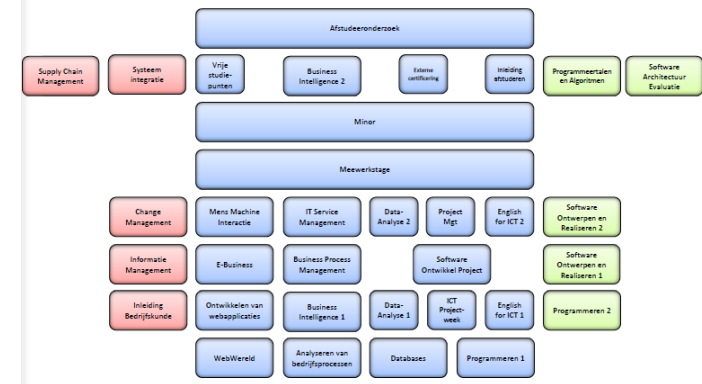 Afstudeeronderzoek
Supply Chain
Management
Systeem
integratie
Vrije
studie-
punten
Business
Intelligence 2
Externe
certificering
Inleiding
afstuderen
Programmeertalen
en Algoritmen
Software
Architectuur
Evaluatie
Minor
Meewerkstage
Change
Management
Mens Machine
Interactie
IT Service
Management
Data-
Analyse 2
Project
Mgt
English
for ICT 2
Software
Ontwerpen en
Realiseren 2
Informatie
Management
E-Business
Business Process
Management
Software
Ontwikkel Project
Software
Ontwerpen en
Realiseren 1
Inleiding
Bedrijfskunde
Ontwikkelen van
webapplicaties
Business
Intelligence 1
Data-
Analyse 1
ICT
Project-
week
English
for ICT 1
Programmeren 2
WebWereld
Analyseren van
bedrijfsprocessen
Databases
Programmeren 1